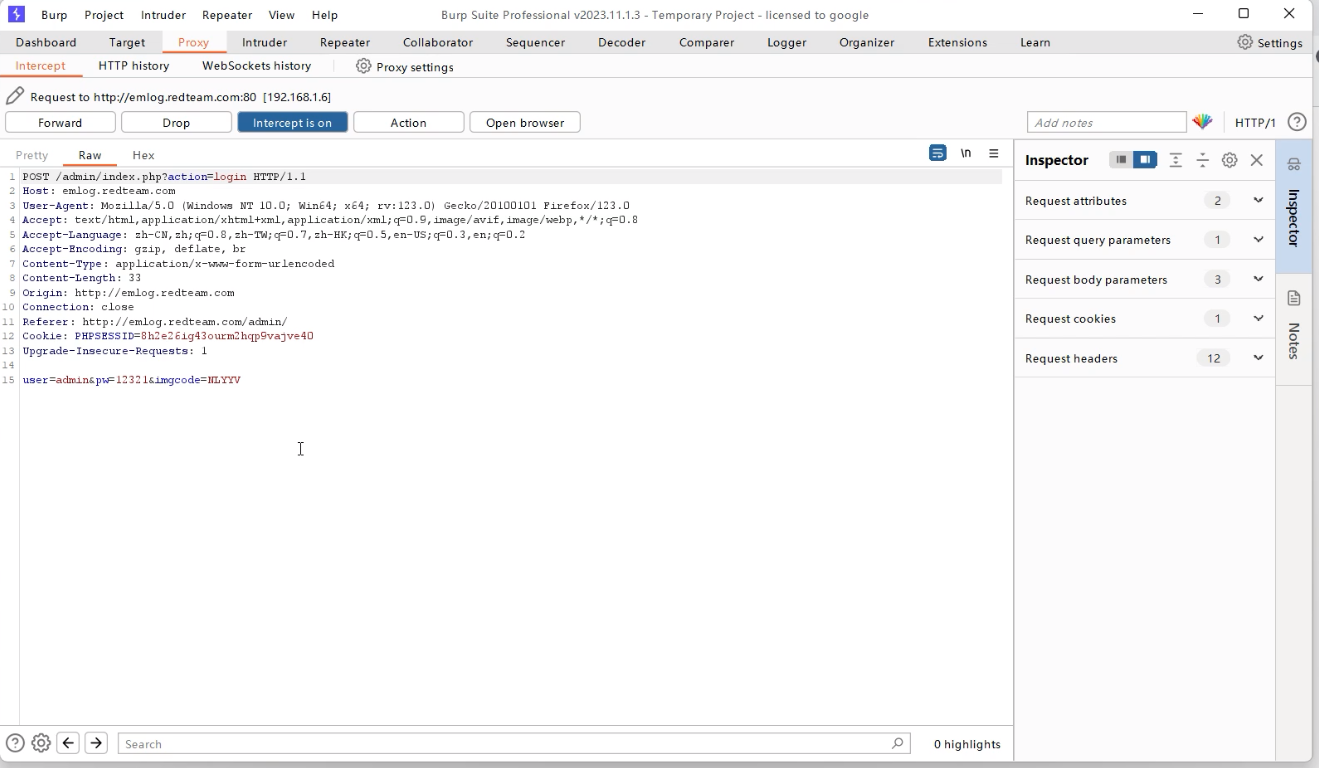 Burp Project Intruder Repeater View Help Burp Suite Professional v2023.11.1.3 - Temporary Project - licensed to google
Dashboard Target Proxy Intruder Repeater Collaborator Sequencer Decoder Comparer Logger Organizer Extensions Learn Settings
Intercept HTTP history WebSockets history Proxy settings
Request to http://emlog.redteam.com:80 [192.168.1.6]
Forward Drop Intercept is on Action Open browser Add notes HTTP/1 ?
Pretty Raw Hex \n
Inspector
1 POST /admin/index.php?action=login HTTP/1.1
2 Host: emlog.redteam.com
3 User-Agent: Mozilla/5.0 (Windows NT 10.0; Win64; x64; rv:123.0) Gecko/20100101 Firefox/123.0
4 Accept: text/html,application/xhtml+xml,application/xml;q=0.9,image/avif,image/webp,*/*;q=0.8
5 Accept-Language: zh-CN,zh;q=0.8,zh-TW;q=0.7,zh-HK;q=0.5,en-US;q=0.3,en;q=0.2
6 Accept-Encoding: gzip, deflate, br
7 Content-Type: application/x-www-form-urlencoded
8 Content-Length: 33
9 Origin: http://emlog.redteam.com
10 Connection: close
11 Referer: http://emlog.redteam.com/admin/
12 Cookie: PHPSESSID=8h2e26ig43ourm2hqp9vajve40
13 Upgrade-Insecure-Requests: 1
14
15 user=admin&pw=12321&imgcode=NLYYV
Request attributes 2
Request query parameters 1
Request body parameters 3
Request cookies 1
Request headers 12
Inspector
Notes
? Search 0 highlights